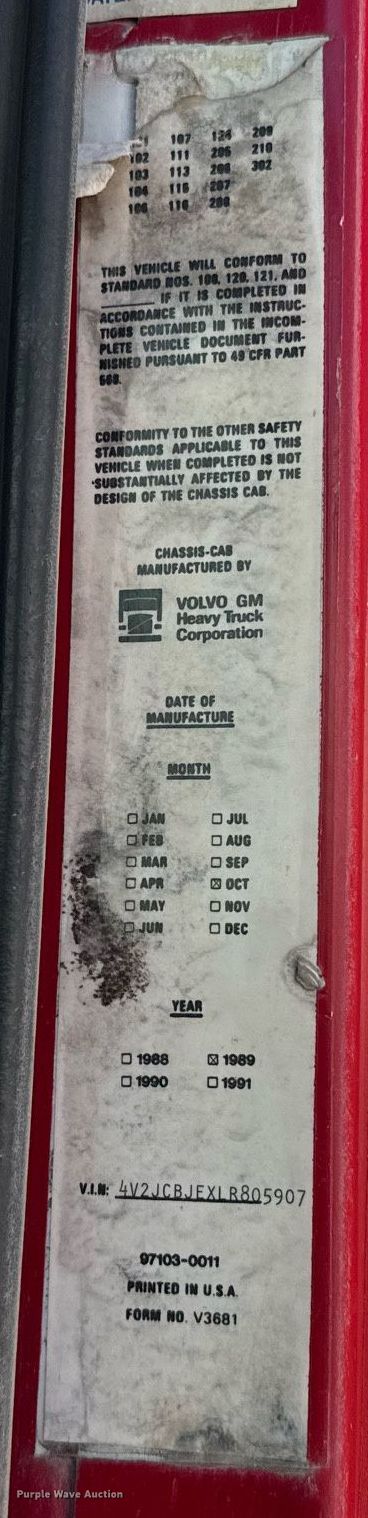 107 124 209
102 111 205 210
103 113 206 302
104 115 207
105 116 208
THIS VEHICLE WILL CONFORM TO
STANDARD NOS. 106, 120, 121, AND
________ IF IT IS COMPLETED IN
ACCORDANCE WITH THE INSTRUC-
TIONS CONTAINED IN THE INCOM-
PLETE VEHICLE DOCUMENT FUR-
NISHED PURSUANT TO 49 CFR PART
568.
CONFORMITY TO THE OTHER SAFETY
STANDARDS APPLICABLE TO THIS
VEHICLE WHEN COMPLETED IS NOT
SUBSTANTIALLY AFFECTED BY THE
DESIGN OF THE CHASSIS CAB.
CHASSIS-CAB
MANUFACTURED BY
VOLVO GM
Heavy Truck
Corporation
DATE OF
MANUFACTURE
MONTH
☐ JAN ☐ JUL
☐ FEB ☐ AUG
☐ MAR ☐ SEP
☐ APR ☒ OCT
☐ MAY ☐ NOV
☐ JUN ☐ DEC
YEAR
☐ 1988 ☒ 1989
☐ 1990 ☐ 1991
V.I.N: 4V2JCBJEXLR805907
97103-0011
PRINTED IN U.S.A.
FORM NO. V3681
Purple Wave Auction